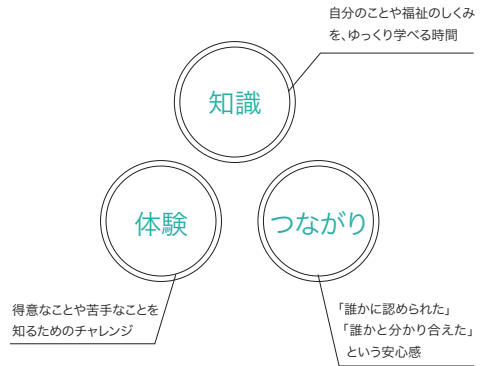 自分のことや福祉のしくみ
を、ゆっくり学べる時間
知識
体験
つながり
得意なことや苦手なことを
知るためのチャレンジ
「誰かに認められた」
「誰かと分かり合えた」
という安心感